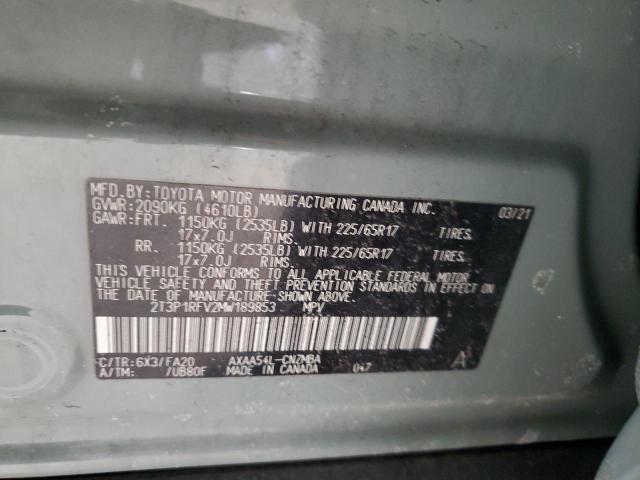 MFD. BY: TOYOTA MOTOR MANUFACTURING CANADA INC. 03/21
GVWR: 2090KG (4610LB)
GAWR: FRT. 1150KG (2535LB) WITH 225/65R17 TIRES.
17x7.0J RIMS.
RR. 1150KG (2535LB) WITH 225/65R17 TIRES.
17x7.0J RIMS.
THIS VEHICLE CONFORMS TO ALL APPLICABLE FEDERAL MOTOR
VEHICLE SAFETY AND THEFT PREVENTION STANDARDS IN EFFECT
ON THE DATE OF MANUFACTURE SHOWN ABOVE.
2T3P1RFV2MW189853 MPV
C/TR: 6X3/FA20 AXAA54L-CNZMBA A
A/TM: /UB80F MADE IN CANADA 047